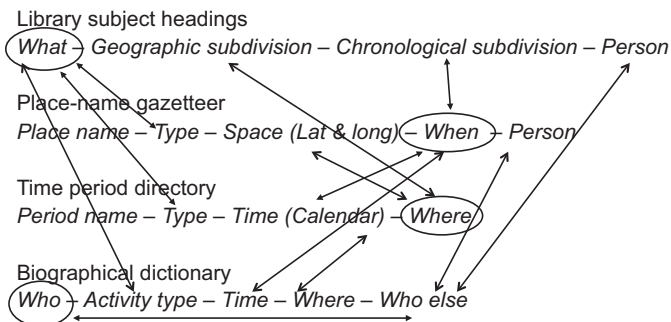 Library subject headings
What – Geographic subdivision – Chronological subdivision – Person
Place-name gazetteer
Place name – Type – Space (Lat & long) – When – Person
Time period directory
Period name – Type – Time (Calendar) – Where
Biographical dictionary
Who – Activity type – Time – Where – Who else